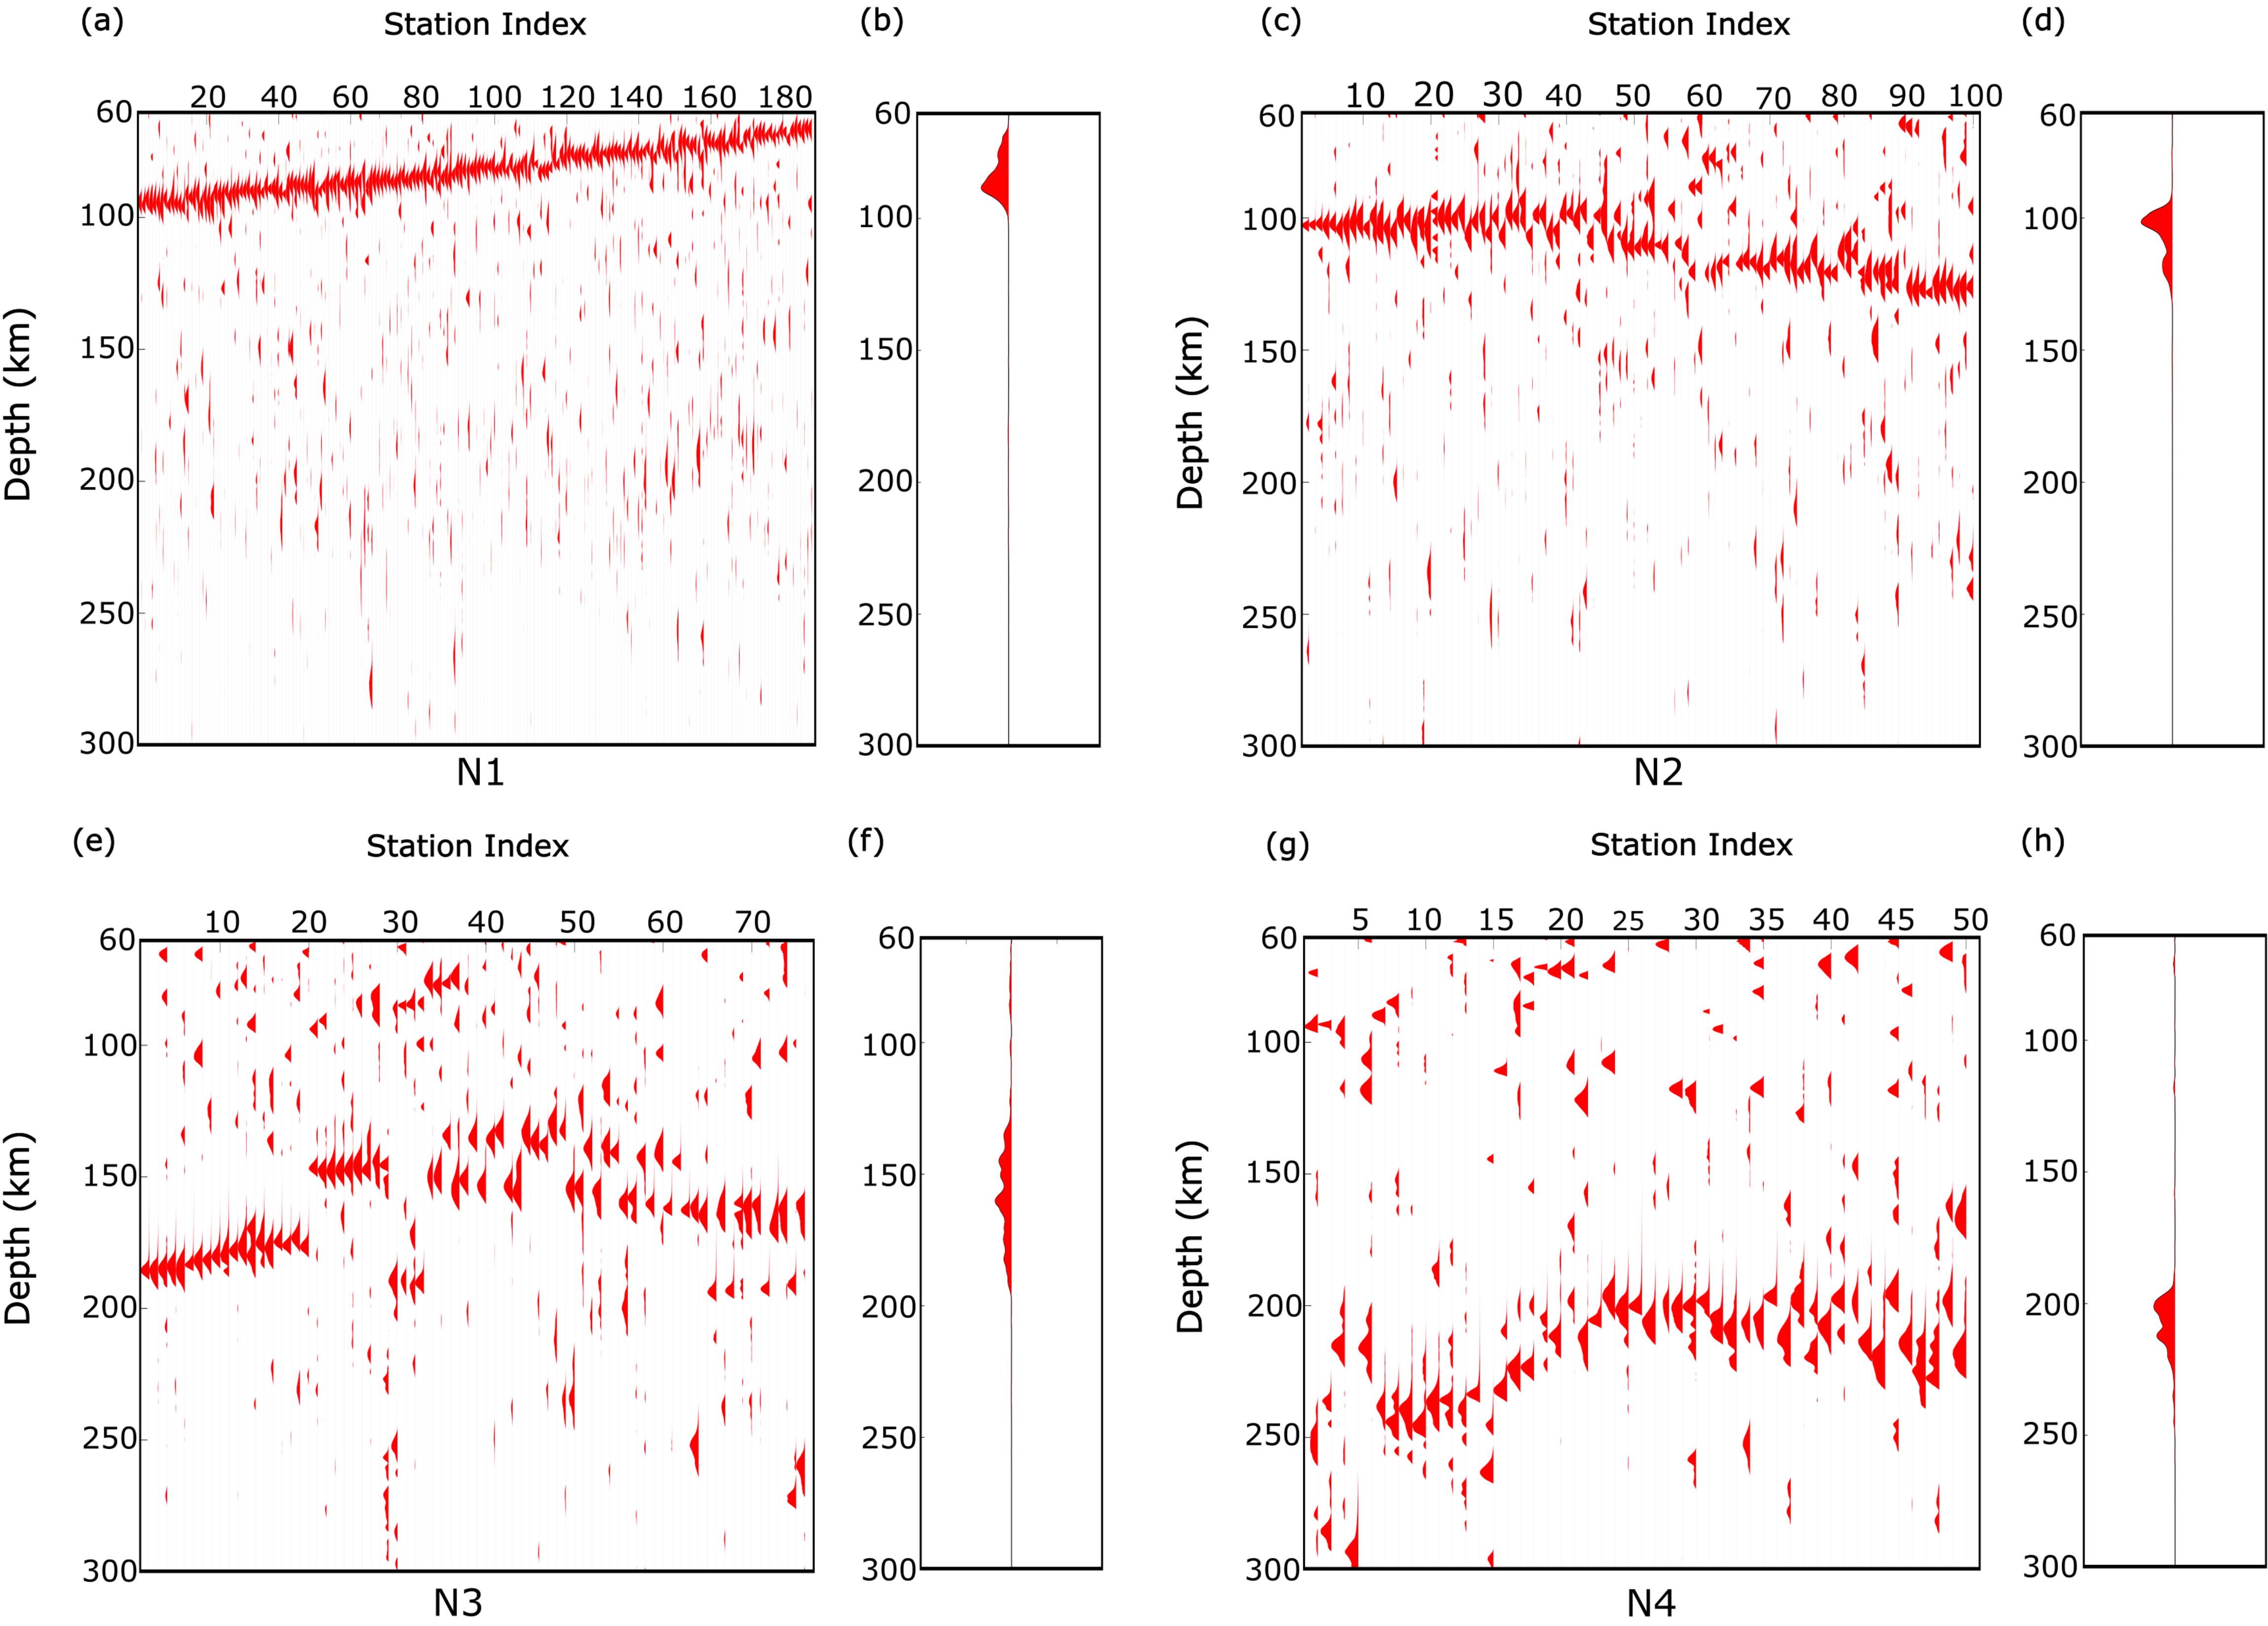 (a) Station Index (b) (c) Station Index (d)
20 40 60 80 100 120 140 160 180
10 20 30 40 50 60 70 80 90 100
60 60 60 60
100 100 100 100
150 150 150 150
200 200 200 200
250 250 250 250
300 300 300 300
Depth (km) Depth (km)
N1 N2
(e) Station Index (f) (g) Station Index (h)
10 20 30 40 50 60 70
5 10 15 20 25 30 35 40 45 50
60 60 60 60
100 100 100 100
150 150 150 150
200 200 200 200
250 250 250 250
300 300 300 300
Depth (km) Depth (km)
N3 N4